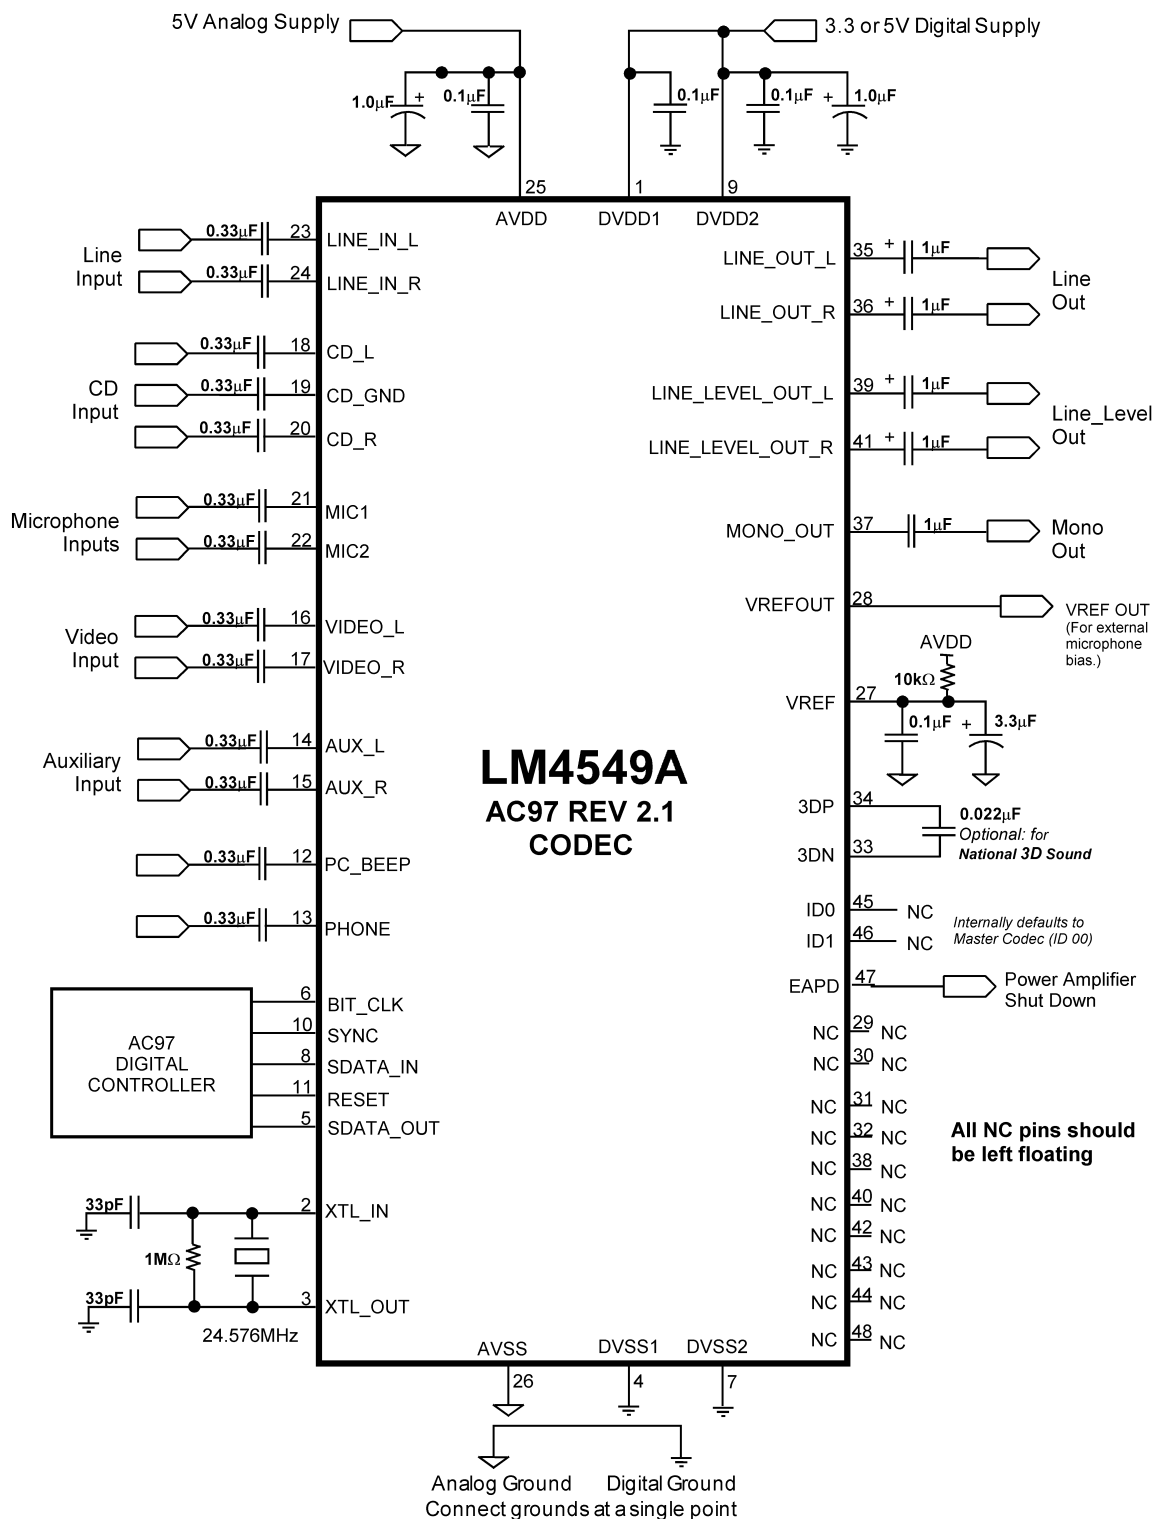 5V Analog Supply
3.3 or 5V Digital Supply
1.0µF
+
0.1µF
0.1µF
0.1µF
+
1.0µF
25
1
9
AVDD
DVDD1
DVDD2
Line
Input
0.33µF
23
LINE_IN_L
0.33µF
24
LINE_IN_R
CD
Input
0.33µF
18
CD_L
0.33µF
19
CD_GND
0.33µF
20
CD_R
Microphone
Inputs
0.33µF
21
MIC1
0.33µF
22
MIC2
Video
Input
0.33µF
16
VIDEO_L
0.33µF
17
VIDEO_R
Auxiliary
Input
0.33µF
14
AUX_L
0.33µF
15
AUX_R
0.33µF
12
PC_BEEP
0.33µF
13
PHONE
AC97
DIGITAL
CONTROLLER
6
BIT_CLK
10
SYNC
8
SDATA_IN
11
RESET
5
SDATA_OUT
33pF
2
XTL_IN
1MΩ
33pF
3
XTL_OUT
24.576MHz
LM4549A
AC97 REV 2.1
CODEC
LINE_OUT_L
35
+
1µF
LINE_OUT_R
36
+
1µF
Line
Out
LINE_LEVEL_OUT_L
39
+
1µF
LINE_LEVEL_OUT_R
41
+
1µF
Line_Level
Out
MONO_OUT
37
1µF
Mono
Out
VREFOUT
28
VREF OUT
(For external
microphone
bias.)
AVDD
10kΩ
VREF
27
0.1µF
+
3.3µF
3DP
34
0.022µF
Optional: for
National 3D Sound
3DN
33
ID0
45
NC
ID1
46
NC
Internally defaults to
Master Codec (ID 00)
EAPD
47
Power Amplifier
Shut Down
NC 29 NC
NC 30 NC
NC 31 NC
NC 32 NC
NC 38 NC
NC 40 NC
NC 42 NC
NC 43 NC
NC 44 NC
NC 48 NC
All NC pins should
be left floating
AVSS
DVSS1
DVSS2
26
4
7
Analog Ground
Digital Ground
Connect grounds at a single point